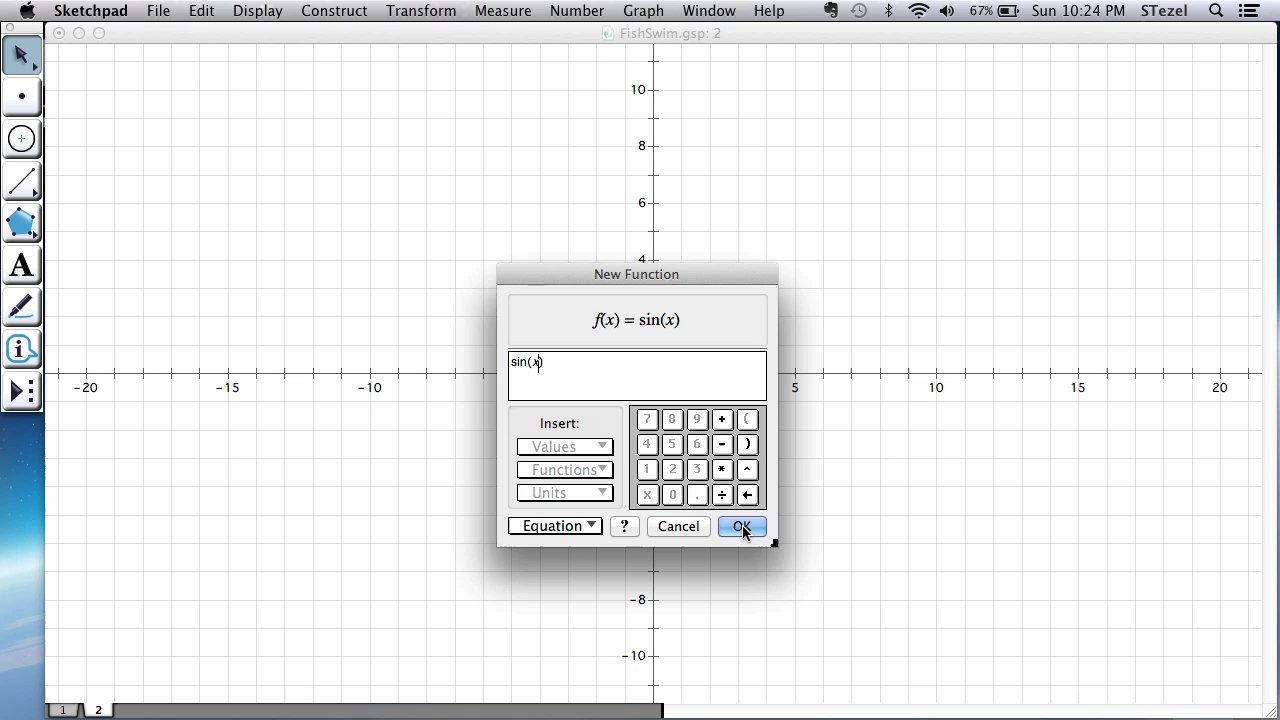 Sketchpad File Edit Display Construct Transform Measure Number Graph Window Help 67% Sun 10:24 PM STezel
FishSwim.gsp: 2
10
8
6
4
New Function
f(x) = sin(x)
sin(x)
-20 -15 -10 5 10 15 20
Insert:
Values
Functions
Units
7 8 9 + (
4 5 6 - )
1 2 3 * ^
x 0 . ÷ ←
Equation ? Cancel OK
-8
-10
A
1 2